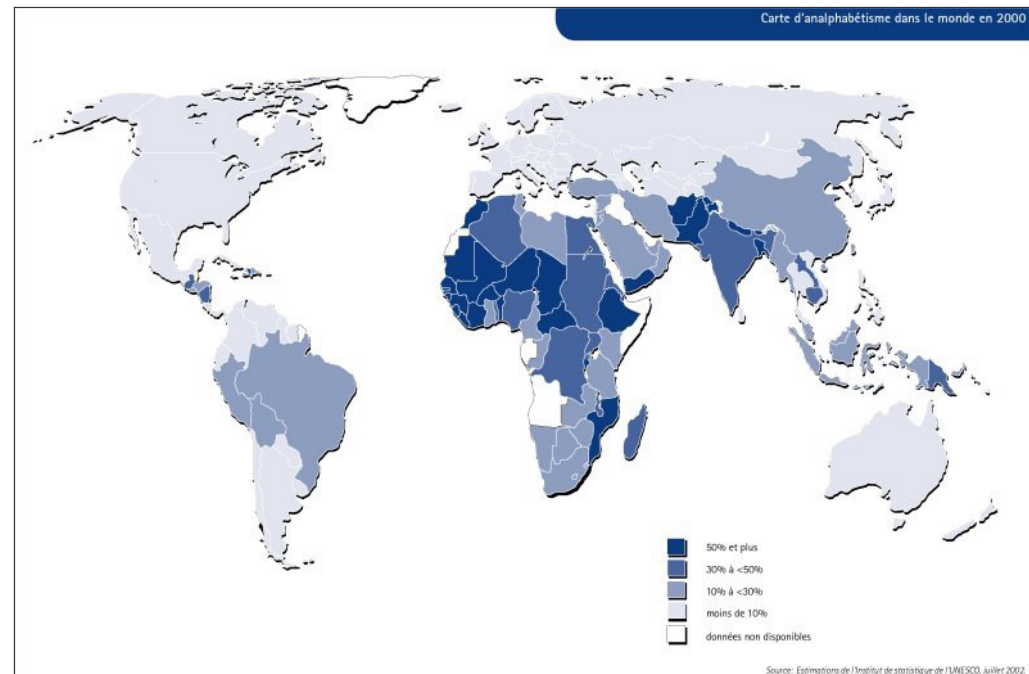 Carte d'analphabétisme dans le monde en 2000
50% et plus
30% à <50%
10% à <30%
moins de 10%
données non disponibles
Source: Estimations de l'Institut de statistique de l'UNESCO, juillet 2002.